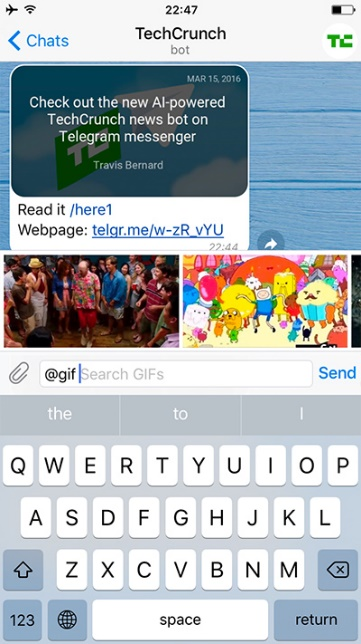 22:47
Chats
TechCrunch
bot
TC
MAR 15, 2016
Check out the new AI-powered
TechCrunch news bot on
Telegram messenger
Travis Bernard
Read it /here1
Webpage: telgr.me/w-zR_vYU
22:44
@gif Search GIFs
Send
the to I
Q W E R T Y U I O P
A S D F G H J K L
Z X C V B N M
123 space return